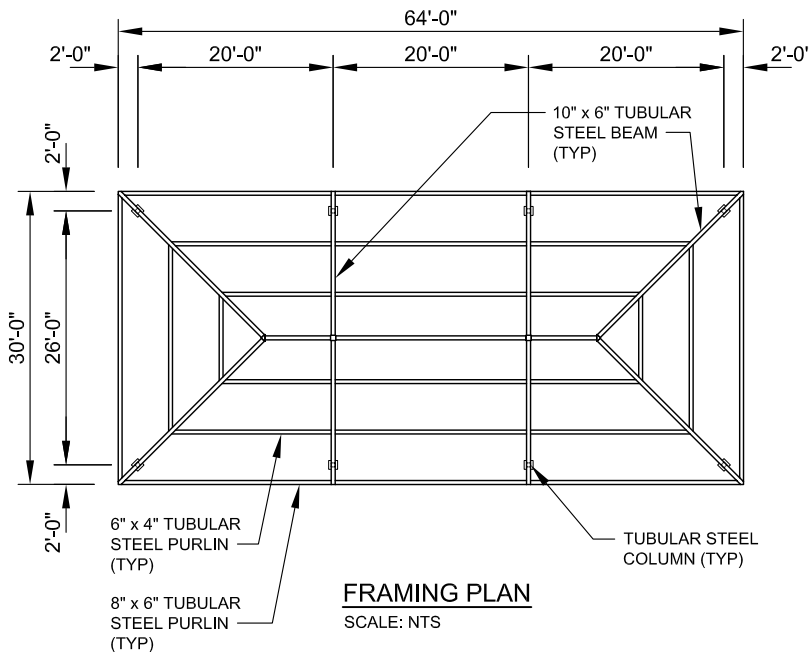 64'-0"
2'-0"
20'-0"
20'-0"
20'-0"
2'-0"
2'-0"
30'-0"
26'-0"
2'-0"
10" x 6" TUBULAR
STEEL BEAM
(TYP)
6" x 4" TUBULAR
STEEL PURLIN
(TYP)
8" x 6" TUBULAR
STEEL PURLIN
(TYP)
TUBULAR STEEL
COLUMN (TYP)
FRAMING PLAN
SCALE: NTS